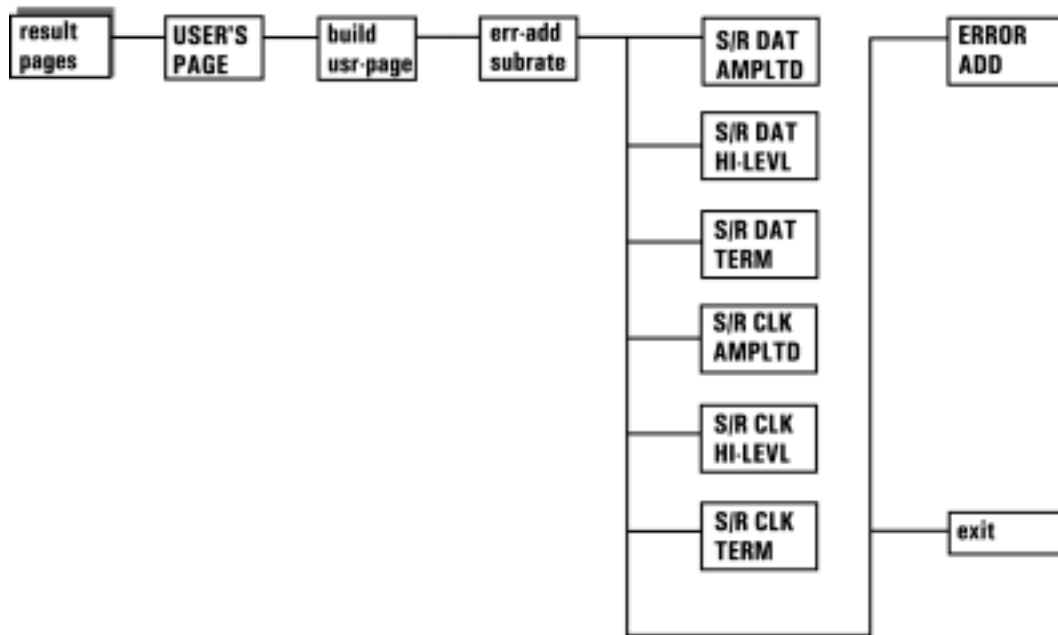 result
pages
USER'S
PAGE
build
usr-page
err-add
subrate
S/R DAT
AMPLTD
S/R DAT
HI-LEVL
S/R DAT
TERM
S/R CLK
AMPLTD
S/R CLK
HI-LEVL
S/R CLK
TERM
ERROR
ADD
exit